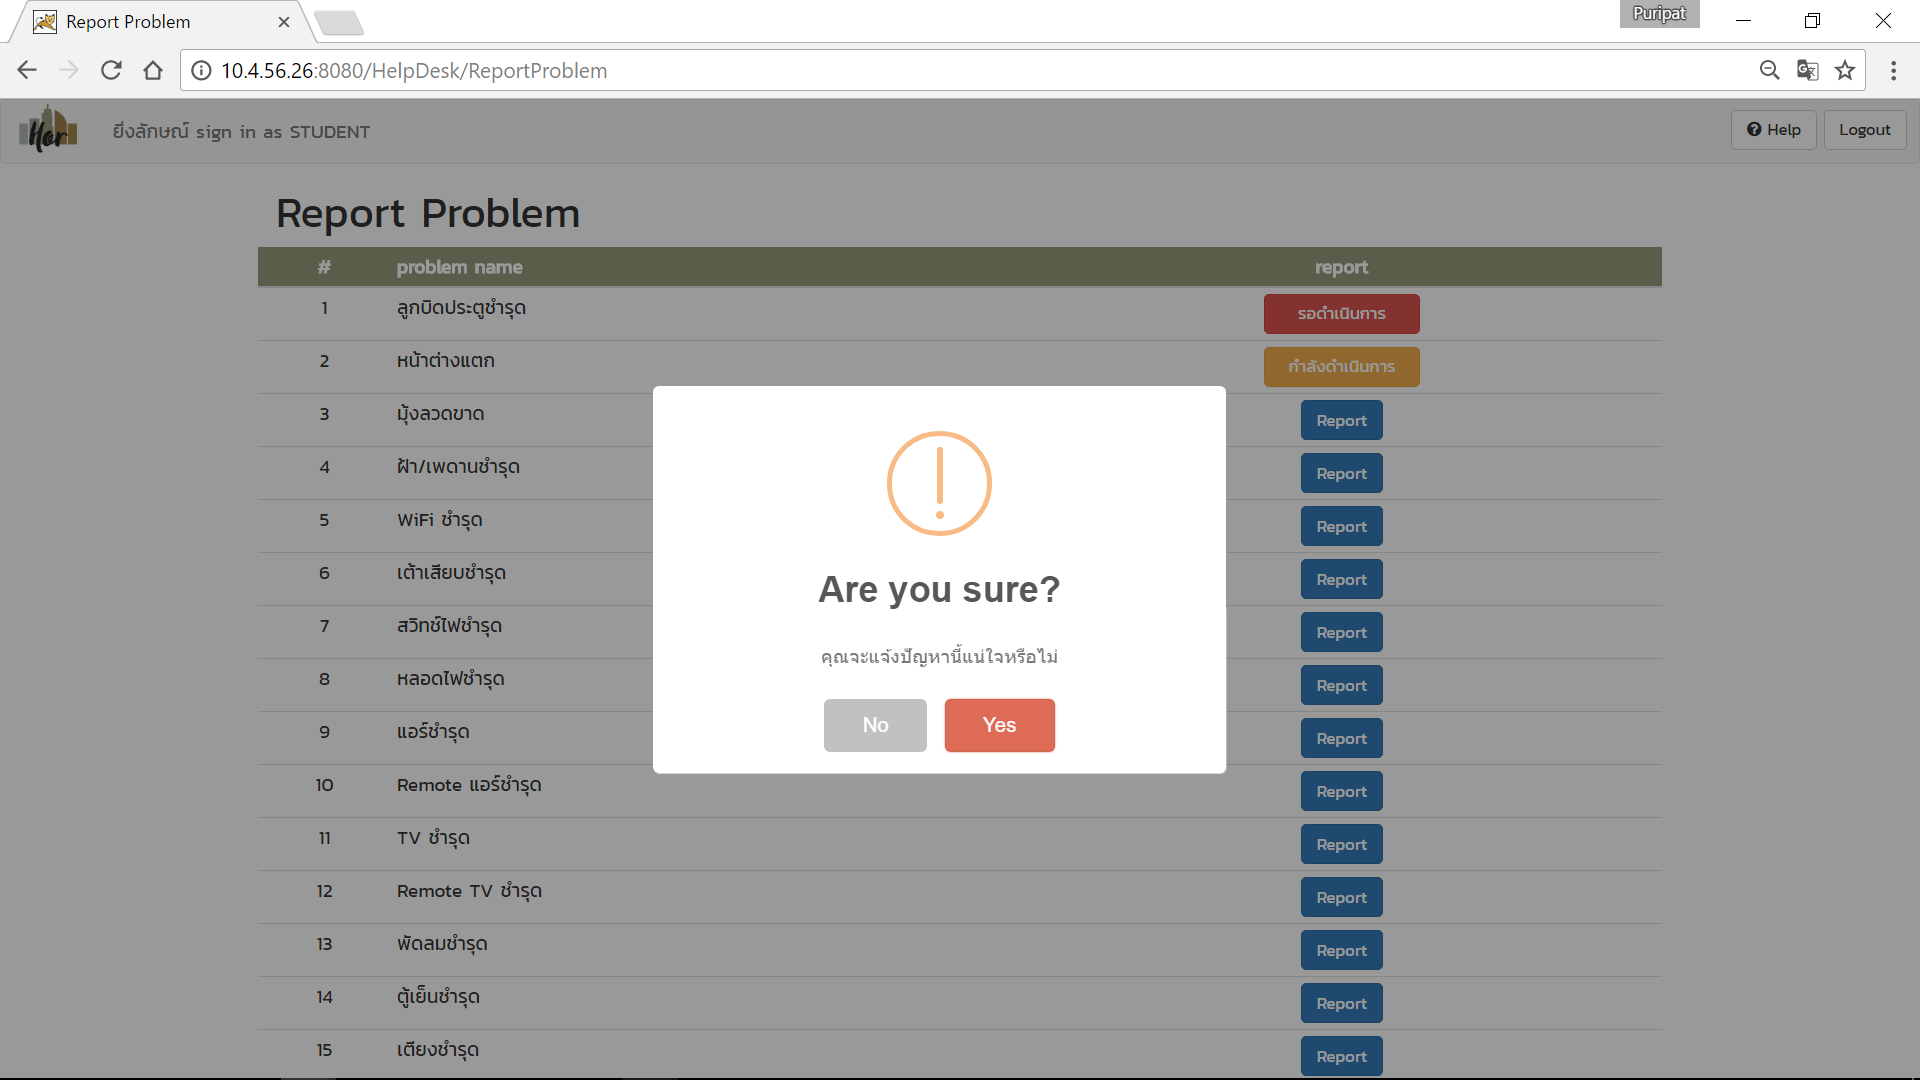 Report Problem
Puripat
10.4.56.26:8080/HelpDesk/ReportProblem
Hor
ยิ่งลักษณ์ sign in as STUDENT
Help
Logout
Report Problem
# problem name report
1 ลูกบิดประตูชำรุด รอดำเนินการ
2 หน้าต่างแตก กำลังดำเนินการ
3 มุ้งลวดขาด Report
4 ฝ้า/เพดานชำรุด Report
5 WiFi ชำรุด Report
6 เต้าเสียบชำรุด Report
7 สวิทช์ไฟชำรุด Report
8 หลอดไฟชำรุด Report
9 แอร์ชำรุด Report
10 Remote แอร์ชำรุด Report
11 TV ชำรุด Report
12 Remote TV ชำรุด Report
13 พัดลมชำรุด Report
14 ตู้เย็นชำรุด Report
15 เตียงชำรุด Report
Are you sure?
คุณจะแจ้งปัญหานี้แน่ใจหรือไม่
No
Yes